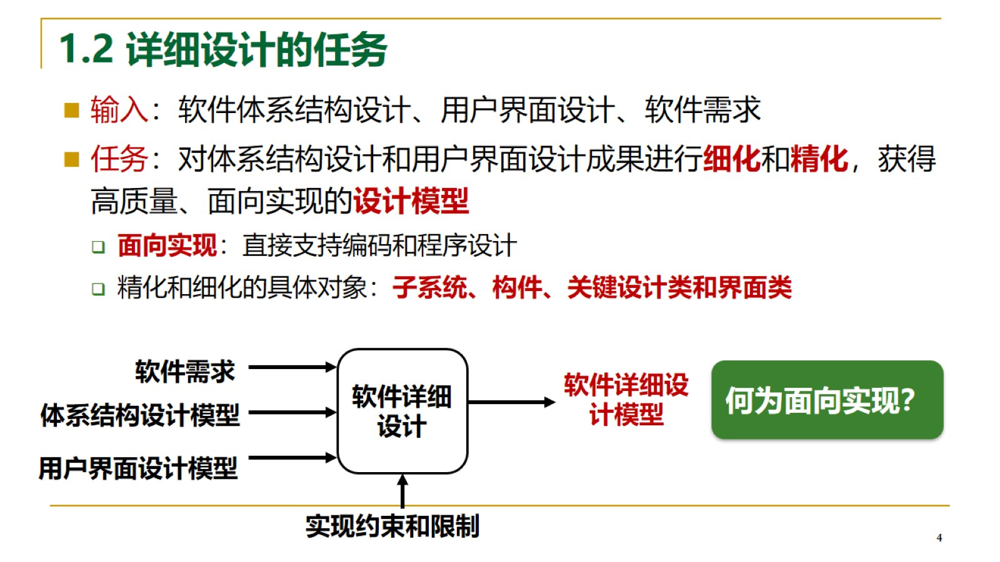 1.2 详细设计的任务
输入：软件体系结构设计、用户界面设计、软件需求
任务：对体系结构设计和用户界面设计成果进行细化和精化，获得
高质量、面向实现的设计模型
面向实现：直接支持编码和程序设计
精化和细化的具体对象：子系统、构件、关键设计类和界面类
软件需求
体系结构设计模型
用户界面设计模型
软件详细
设计
实现约束和限制
软件详细设
计模型
何为面向实现？
4